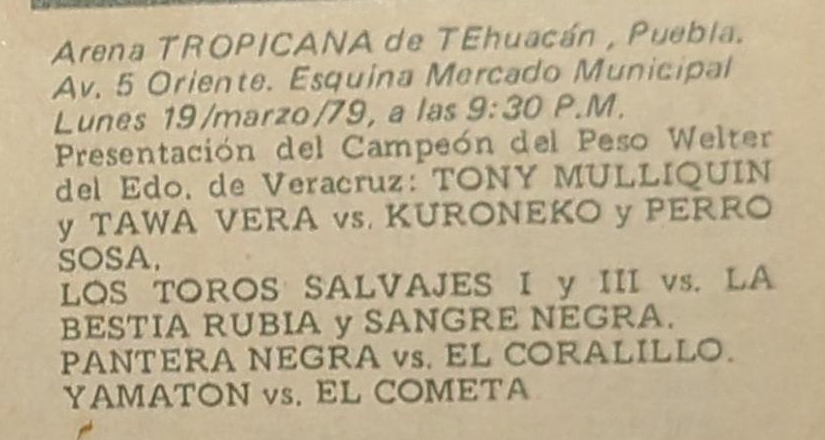 Arena TROPICANA de TEhuacán, Puebla.
Av. 5 Oriente. Esquina Mercado Municipal
Lunes 19/marzo/79, a las 9:30 P.M.
Presentación del Campeón del Peso Welter
del Edo. de Veracruz: TONY MULLIQUIN
y TAWA VERA vs. KURONEKO y PERRO
SOSA.
LOS TOROS SALVAJES I y III vs. LA
BESTIA RUBIA y SANGRE NEGRA.
PANTERA NEGRA vs. EL CORALILLO.
YAMATON vs. EL COMETA